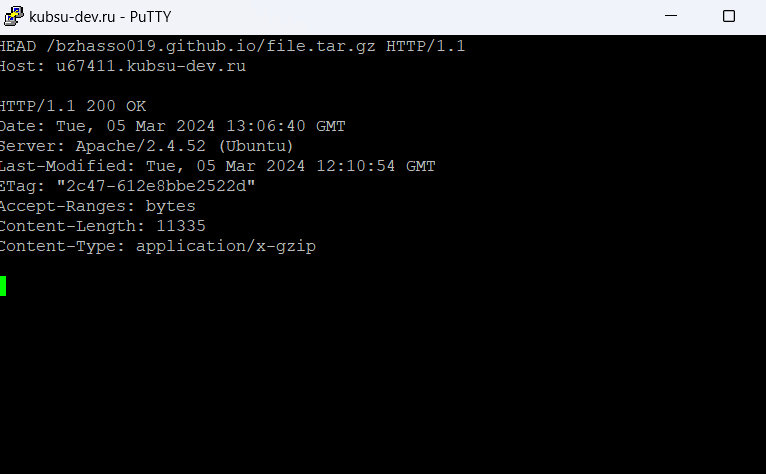 kubsu-dev.ru - PuTTY
HEAD /bzhasso019.github.io/file.tar.gz HTTP/1.1
Host: u67411.kubsu-dev.ru
HTTP/1.1 200 OK
Date: Tue, 05 Mar 2024 13:06:40 GMT
Server: Apache/2.4.52 (Ubuntu)
Last-Modified: Tue, 05 Mar 2024 12:10:54 GMT
ETag: "2c47-612e8bbe2522d"
Accept-Ranges: bytes
Content-Length: 11335
Content-Type: application/x-gzip